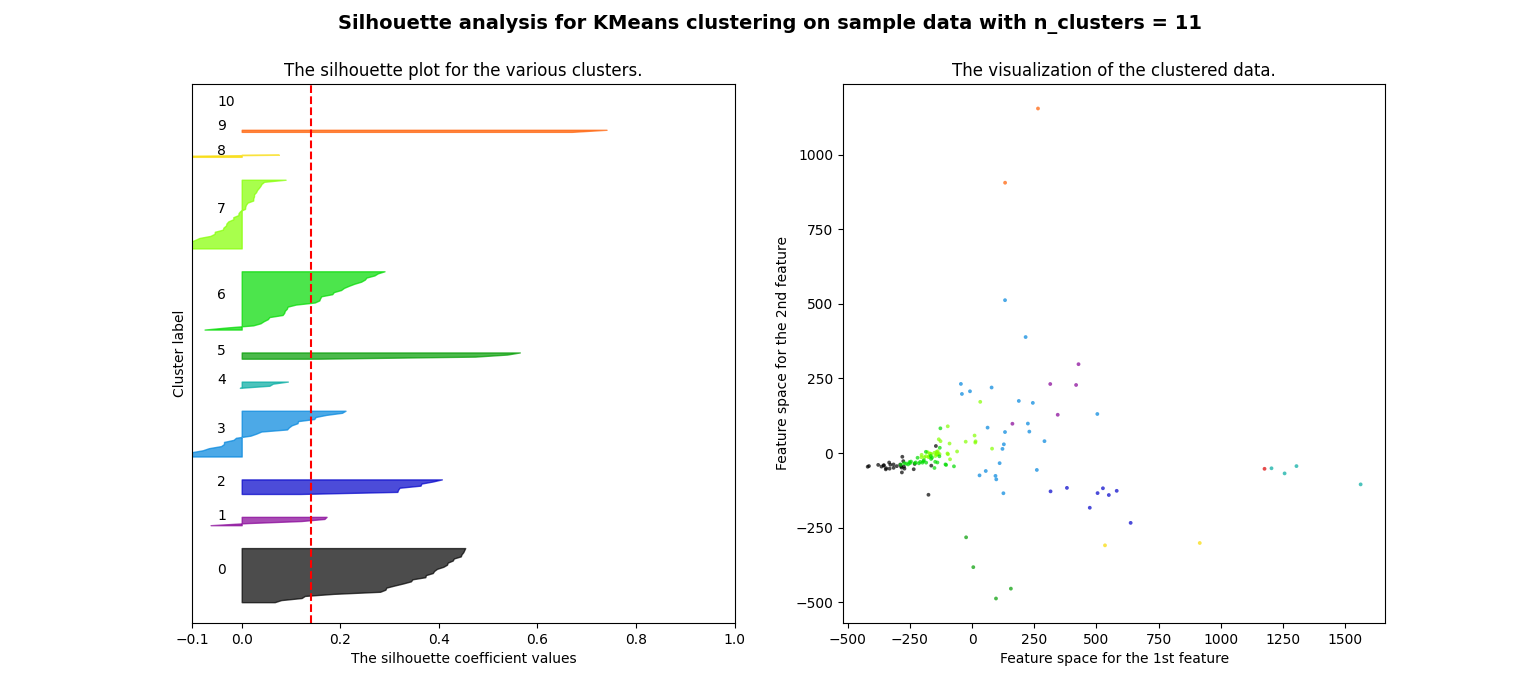 Silhouette analysis for KMeans clustering on sample data with n_clusters = 11
The silhouette plot for the various clusters.
Cluster label
10
9
8
7
6
5
4
3
2
1
0
−0.1 0.0 0.2 0.4 0.6 0.8 1.0
The silhouette coefficient values
The visualization of the clustered data.
Feature space for the 2nd feature
1000
750
500
250
0
−250
−500
−500 −250 0 250 500 750 1000 1250 1500
Feature space for the 1st feature